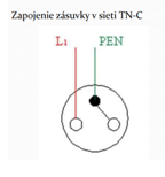 Zapojenie zásuvky v sieti TN-C
L1 PEN